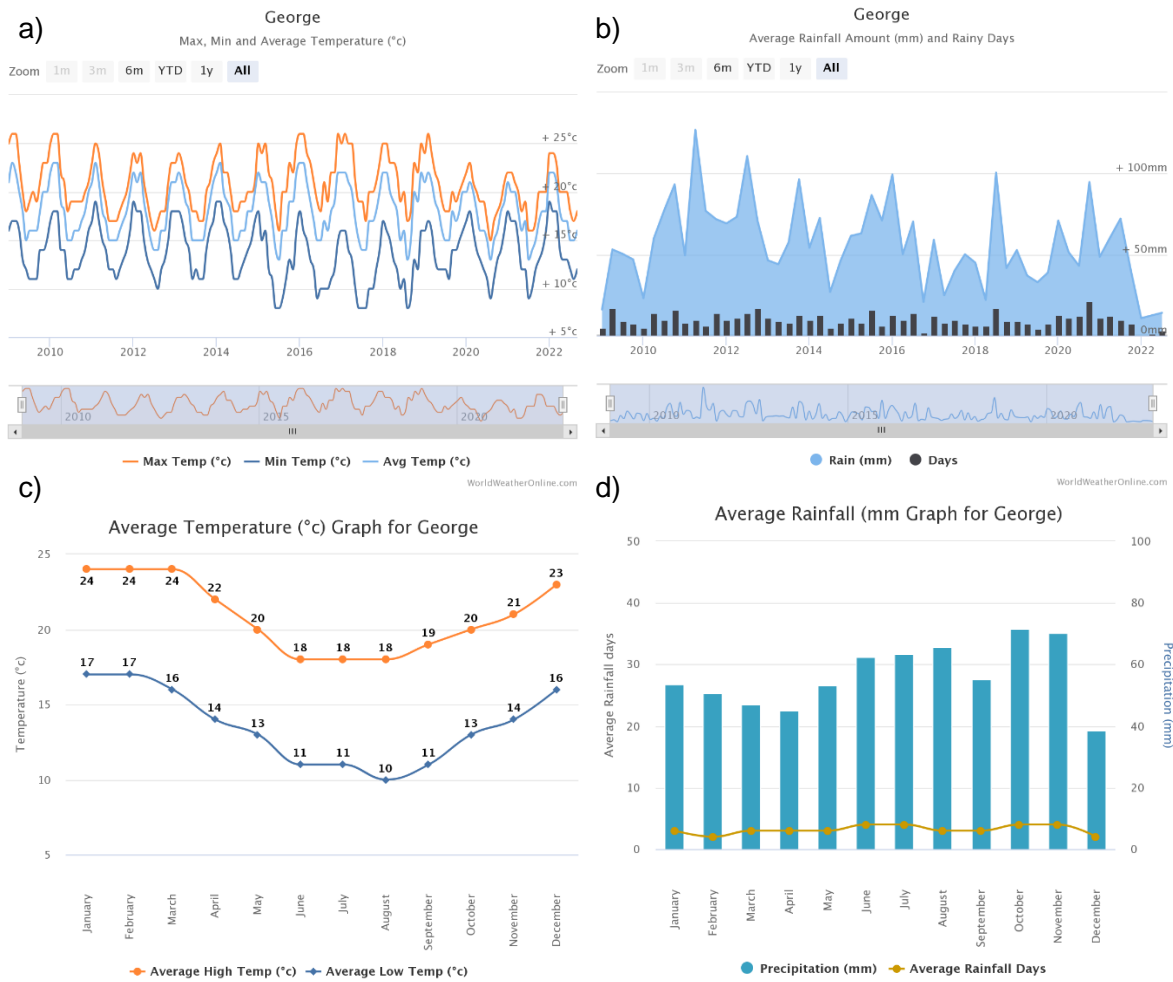 a)
George
Max, Min and Average Temperature (°c)
Zoom 1m 3m 6m YTD 1y All
+ 25°c
+ 20°c
+ 15°c
+ 10°c
+ 5°c
2010 2012 2014 2016 2018 2020 2022
2010 2015 2020
Max Temp (°c) Min Temp (°c) Avg Temp (°c)
WorldWeatherOnline.com
b)
George
Average Rainfall Amount (mm) and Rainy Days
Zoom 1m 3m 6m YTD 1y All
+ 100mm
+ 50mm
0mm
2010 2012 2014 2016 2018 2020 2022
2010 2015 2020
Rain (mm) Days
WorldWeatherOnline.com
c)
Average Temperature (°c) Graph for George
Temperature (°c)
25
20
15
10
5
24 24 24 22 20 18 18 18 19 20 21 23
17 17 16 14 13 11 11 10 11 13 14 16
January February March April May June July August September October November December
Average High Temp (°c) Average Low Temp (°c)
d)
Average Rainfall (mm Graph for George)
Average Rainfall days
50
40
30
20
10
0
100
80
60
40
20
0
Precipitation (mm)
January February March April May June July August September October November December
Precipitation (mm) Average Rainfall Days